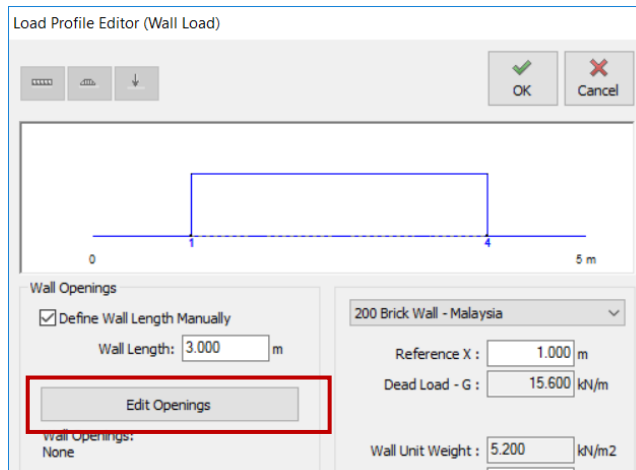 Load Profile Editor (Wall Load)
OK Cancel
1 4
0 5 m
Wall Openings
Define Wall Length Manually
Wall Length: 3.000 m
Edit Openings
Wall Openings:
None
200 Brick Wall - Malaysia
Reference X : 1.000 m
Dead Load - G : 15.600 kN/m
Wall Unit Weight : 5.200 kN/m2